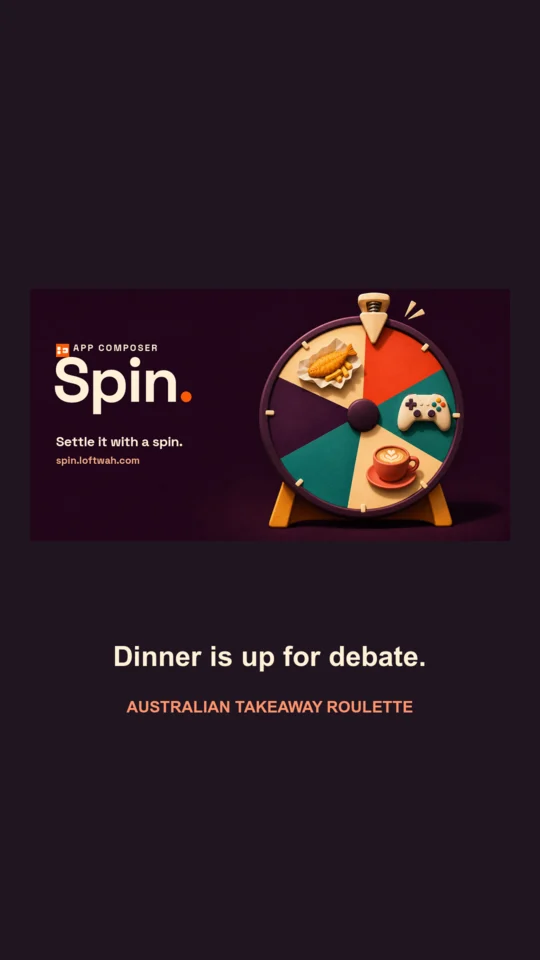 APP COMPOSER
Spin.
Settle it with a spin.
spin.loftwah.com
Dinner is up for debate.
AUSTRALIAN TAKEAWAY ROULETTE